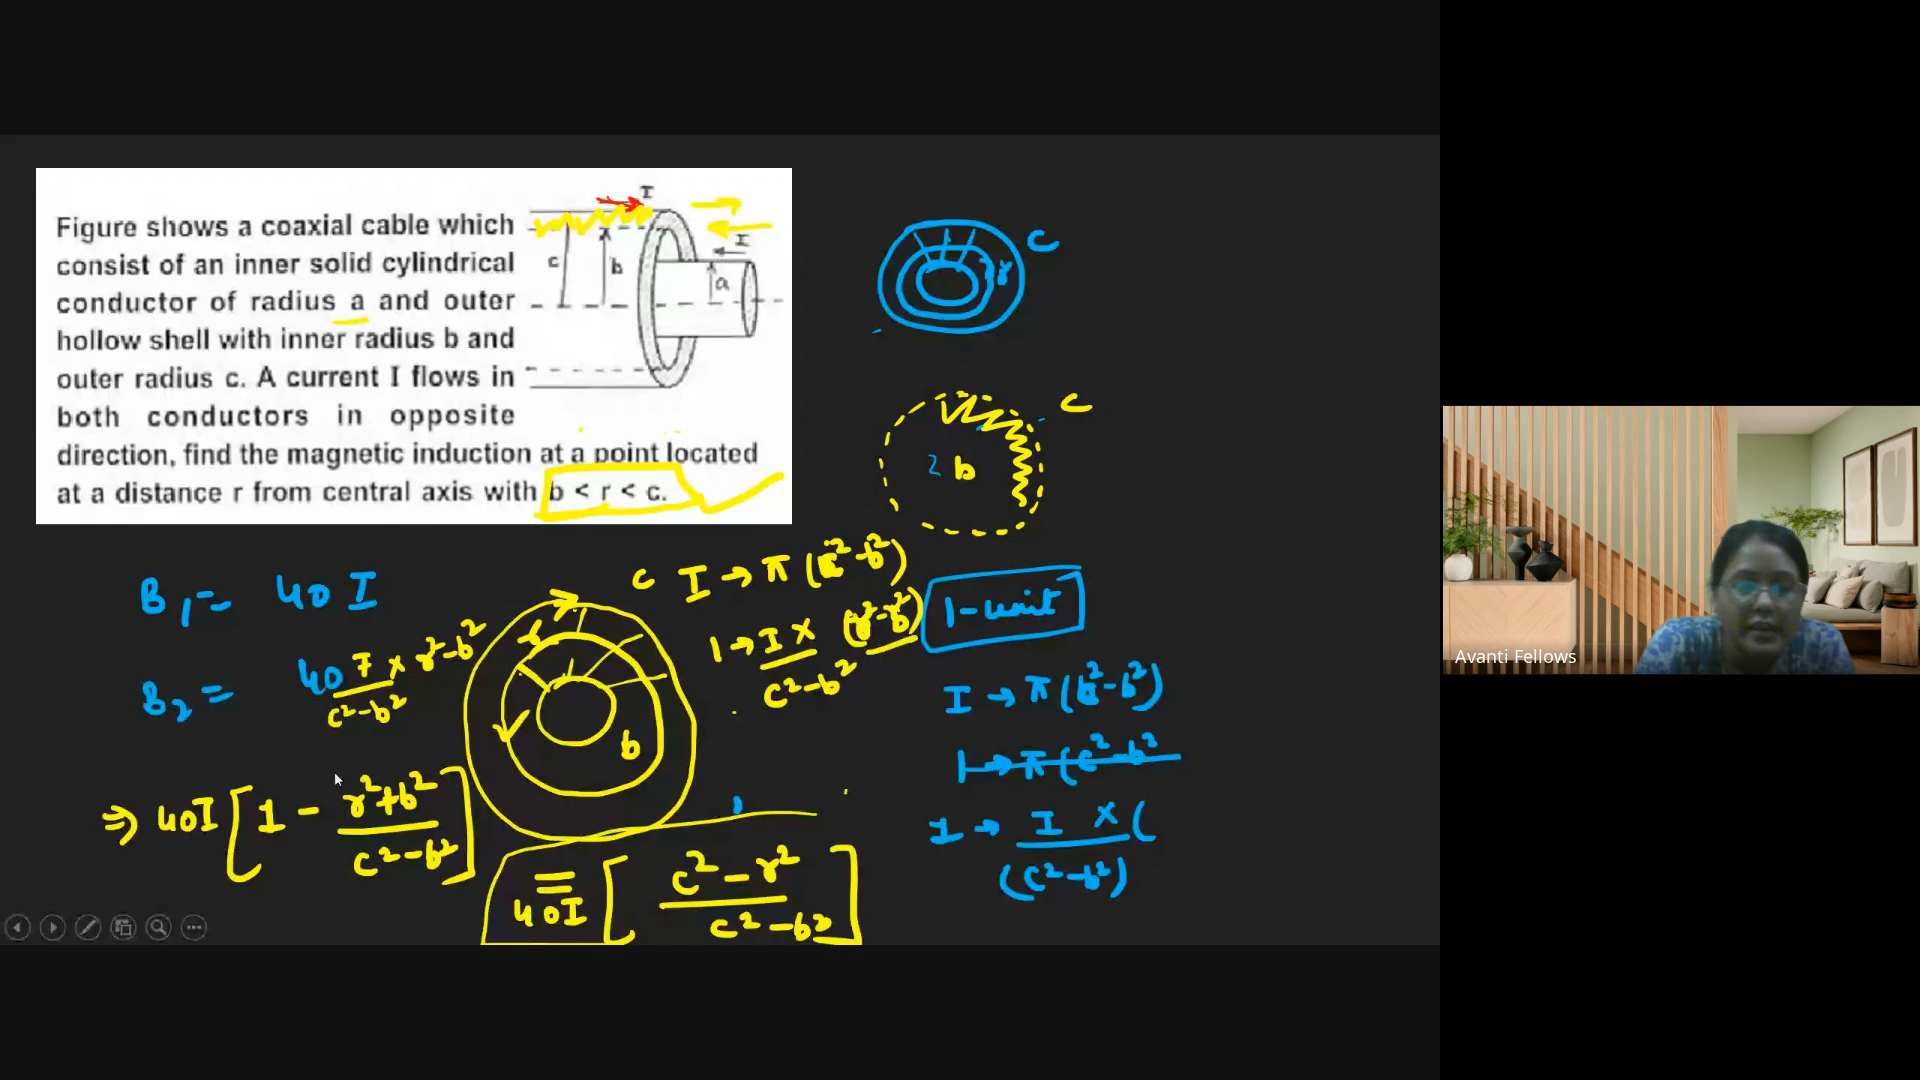 Figure shows a coaxial cable which
consist of an inner solid cylindrical
conductor of radius a and outer
hollow shell with inner radius b and
outer radius c. A current I flows in
both conductors in opposite
direction, find the magnetic induction at a point located
at a distance r from central axis with b < r < c.
I
I
c
b
a
C
r
C
2 b
B₁ = μ0 I
B₂ = μ0 I × r²-b² / c²-b²
⇒ μ0I [ 1 - r²+b² / c²-b² ]
r
b
c
I → π (c²-b²)
1 → I × (r²-b²) / c²-b²
= μ0I [ c²-r² / c²-b² ]
1-unit
I → π (b²-b²)
1 → π (c²-b²
1 → I × ( / (c²-b²)
Avanti Fellows